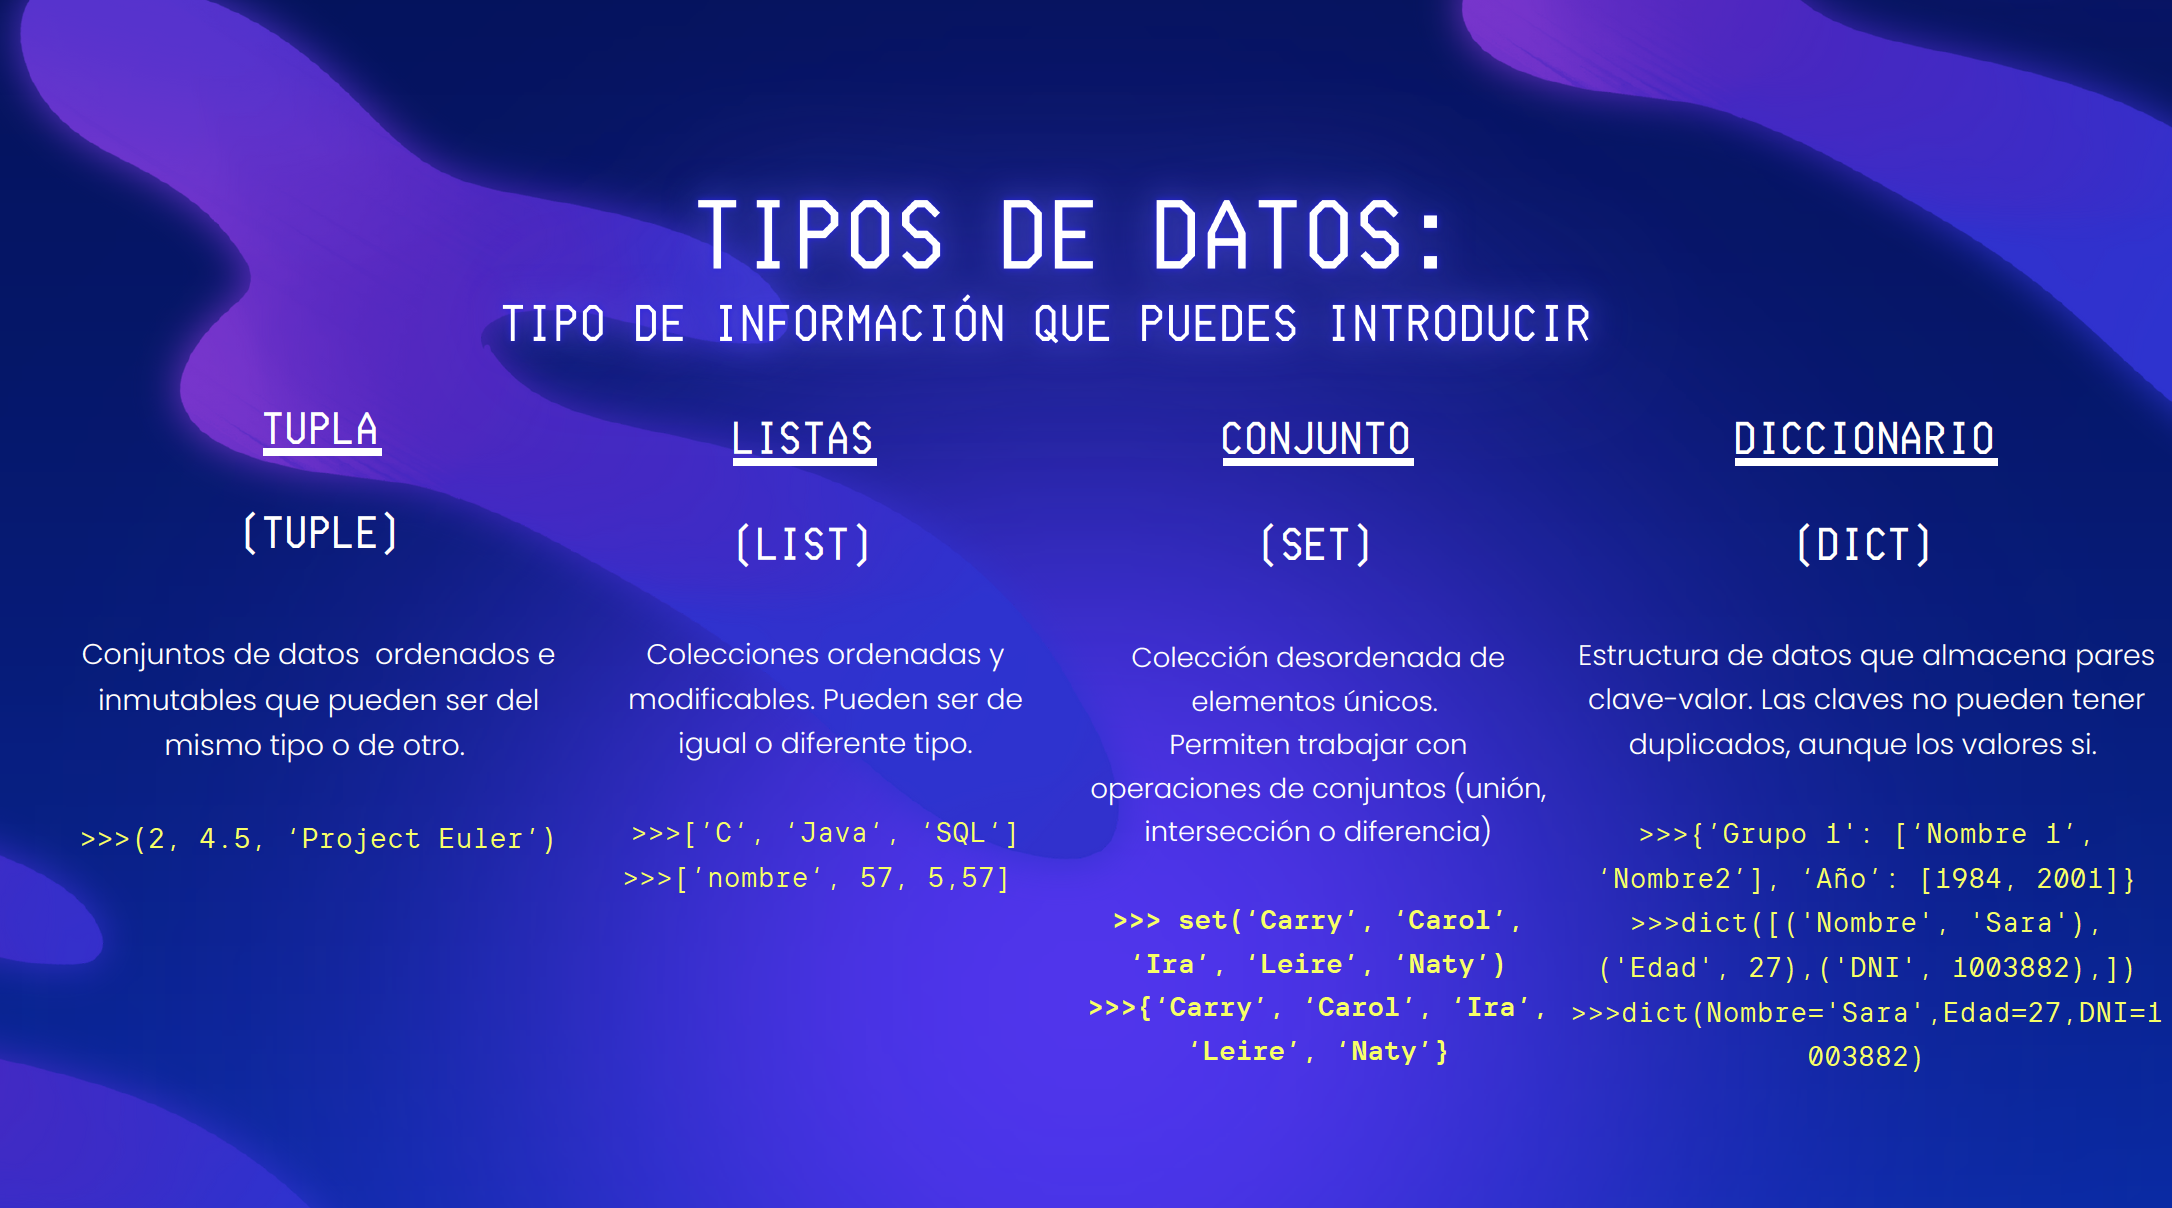 TIPOS DE DATOS:
TIPO DE INFORMACIÓN QUE PUEDES INTRODUCIR
TUPLA
(TUPLE)
Conjuntos de datos  ordenados e
inmutables que pueden ser del
mismo tipo o de otro.
>>>(2, 4.5, ‘Project Euler’)
LISTAS
(LIST)
Colecciones ordenadas y
modificables. Pueden ser de
igual o diferente tipo.
>>>[’C‘, ‘Java‘, ‘SQL‘]
>>>[’nombre‘, 57, 5,57]
CONJUNTO
(SET)
Colección desordenada de
elementos únicos.
Permiten trabajar con
operaciones de conjuntos (unión,
intersección o diferencia)
>>> set(‘Carry’, ‘Carol’,
‘Ira’, ‘Leire’, ‘Naty’)
>>>{‘Carry’, ‘Carol’, ‘Ira’,
‘Leire’, ‘Naty’}
DICCIONARIO
(DICT)
Estructura de datos que almacena pares
clave-valor. Las claves no pueden tener
duplicados, aunque los valores si.
>>>{’Grupo 1': [‘Nombre 1’,
‘Nombre2’], ‘Año’: [1984, 2001]}
>>>dict([('Nombre', 'Sara'),
('Edad', 27),('DNI', 1003882),])
>>>dict(Nombre='Sara',Edad=27,DNI=1
003882)